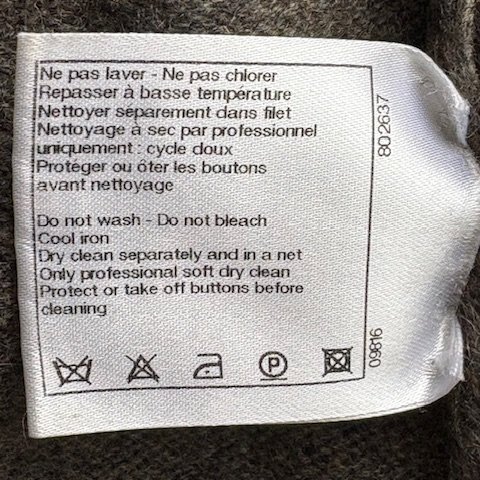 Ne pas laver - Ne pas chlorer
Repasser à basse température
Nettoyer séparement dans filet
Nettoyage à sec par professionnel
uniquement : cycle doux
Protéger ou ôter les boutons
avant nettoyage
Do not wash - Do not bleach
Cool iron
Dry clean separately and in a net
Only professional soft dry clean
Protect or take off buttons before
cleaning
P
802637
09816